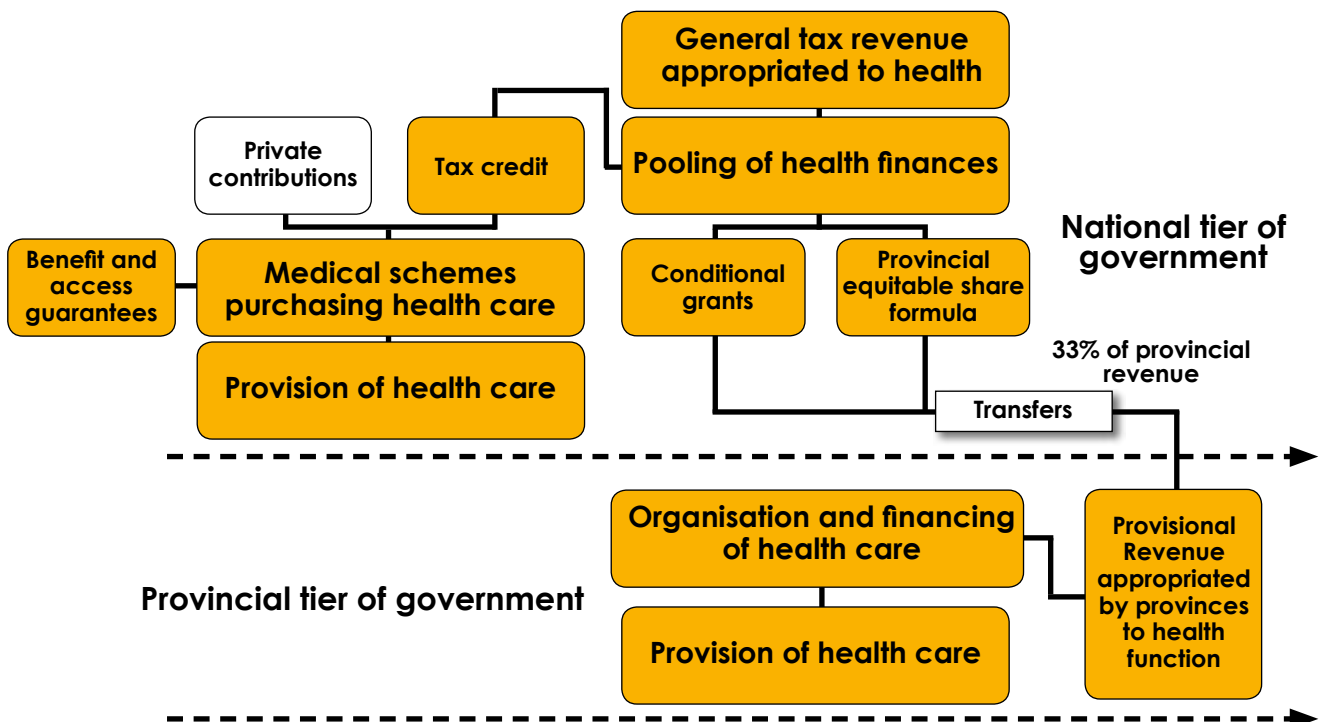 General tax revenue
appropriated to health
Private
contributions
Tax credit
Pooling of health finances
National tier of
government
Benefit and
access
guarantees
Medical schemes
purchasing health care
Conditional
grants
Provincial
equitable share
formula
Provision of health care
33% of provincial
revenue
Transfers
Organisation and financing
of health care
Provisional
Revenue
appropriated
by provinces
to health
function
Provincial tier of government
Provision of health care